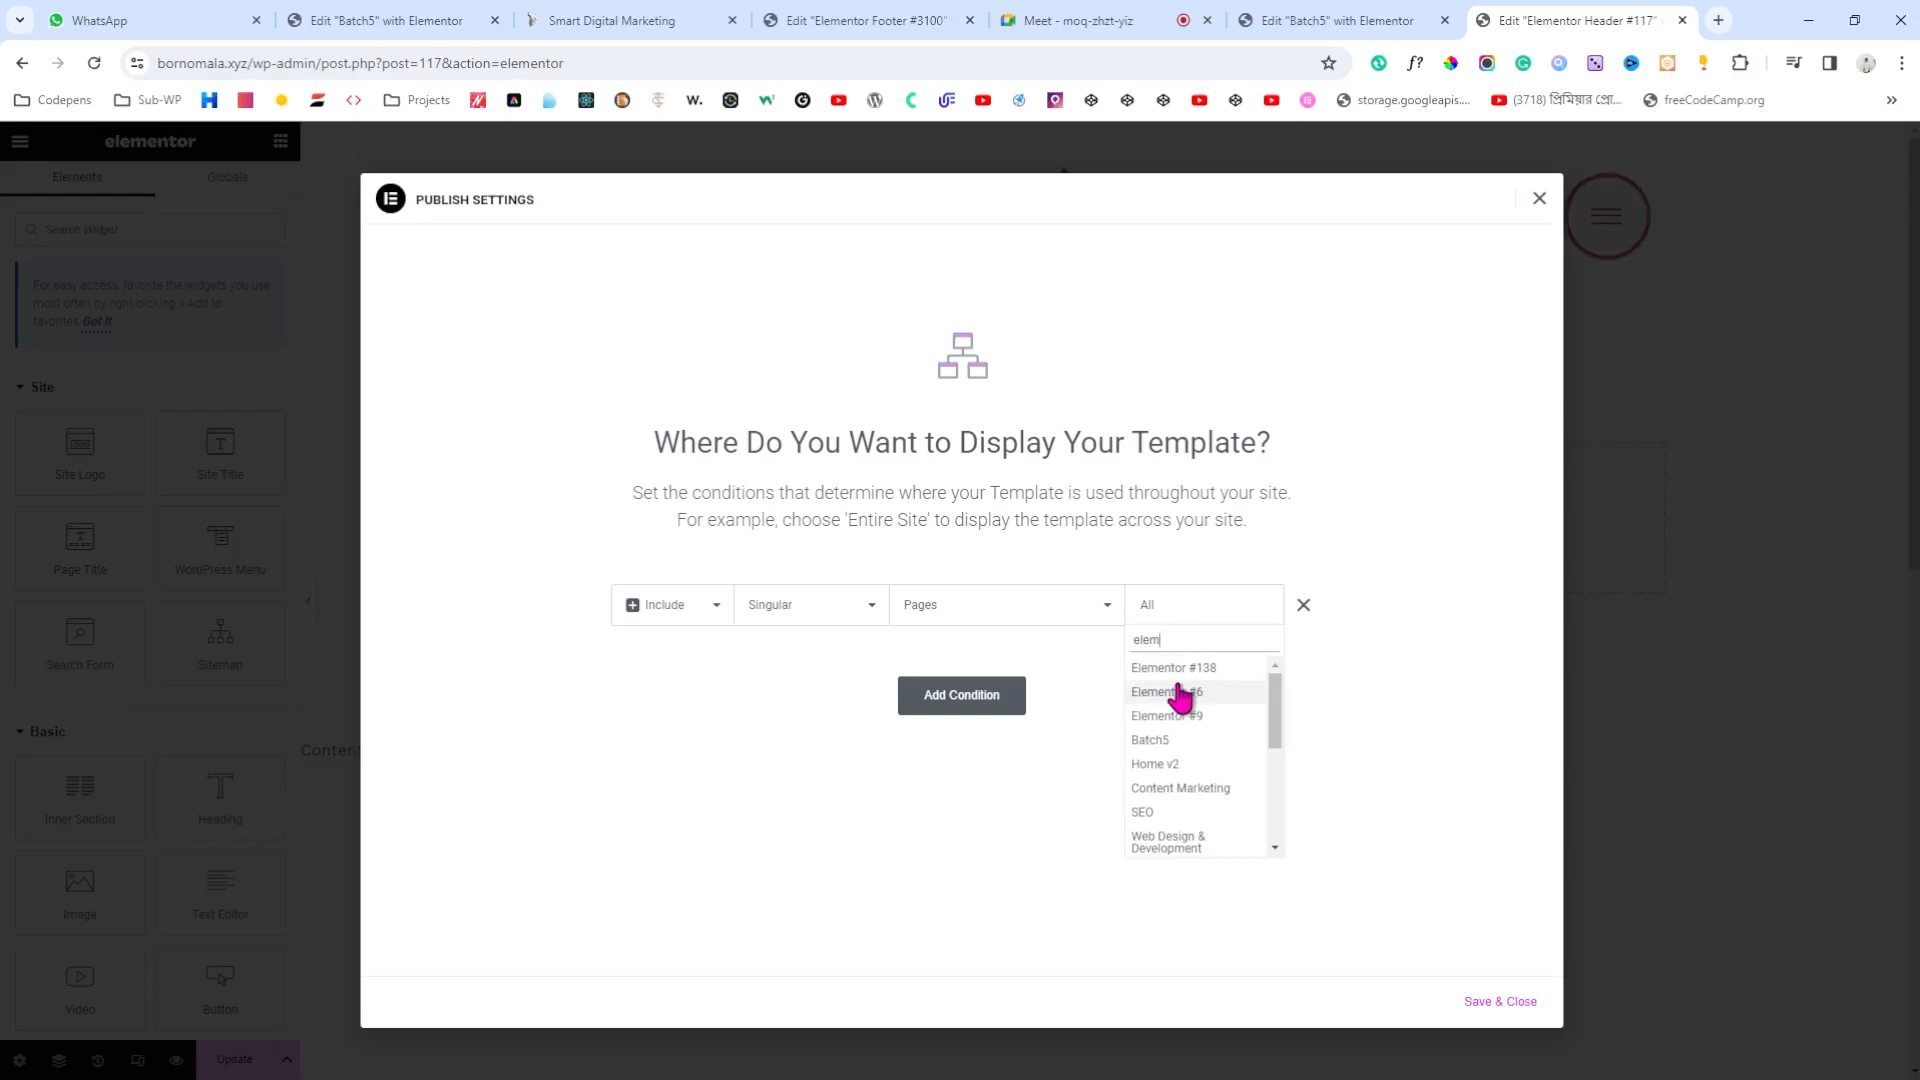 WhatsApp
Edit "Batch5" with Elementor
Smart Digital Marketing
Edit "Elementor Footer #3100"
Meet - moq-zhzt-yiz
Edit "Batch5" with Elementor
Edit "Elementor Header #117"
bornomala.xyz/wp-admin/post.php?post=117&action=elementor
Codepens
Sub-WP
Projects
storage.googleapis....
(3718) প্রিমিয়ার প্রো...
freeCodeCamp.org
elementor
Elements
Globals
Search Widget...
For easy access, favorite the widgets you use
most often by right clicking > Add to
favorites. Got It
Site
Site Logo
Site Title
Page Title
WordPress Menu
Search Form
Sitemap
Basic
Inner Section
Heading
Image
Text Editor
Video
Button
Update
PUBLISH SETTINGS
Where Do You Want to Display Your Template?
Set the conditions that determine where your Template is used throughout your site.
For example, choose 'Entire Site' to display the template across your site.
Include
Singular
Pages
All
elem
Elementor #138
Elementor #6
Elementor #9
Batch5
Home v2
Content Marketing
SEO
Web Design &
Development
Add Condition
Save & Close